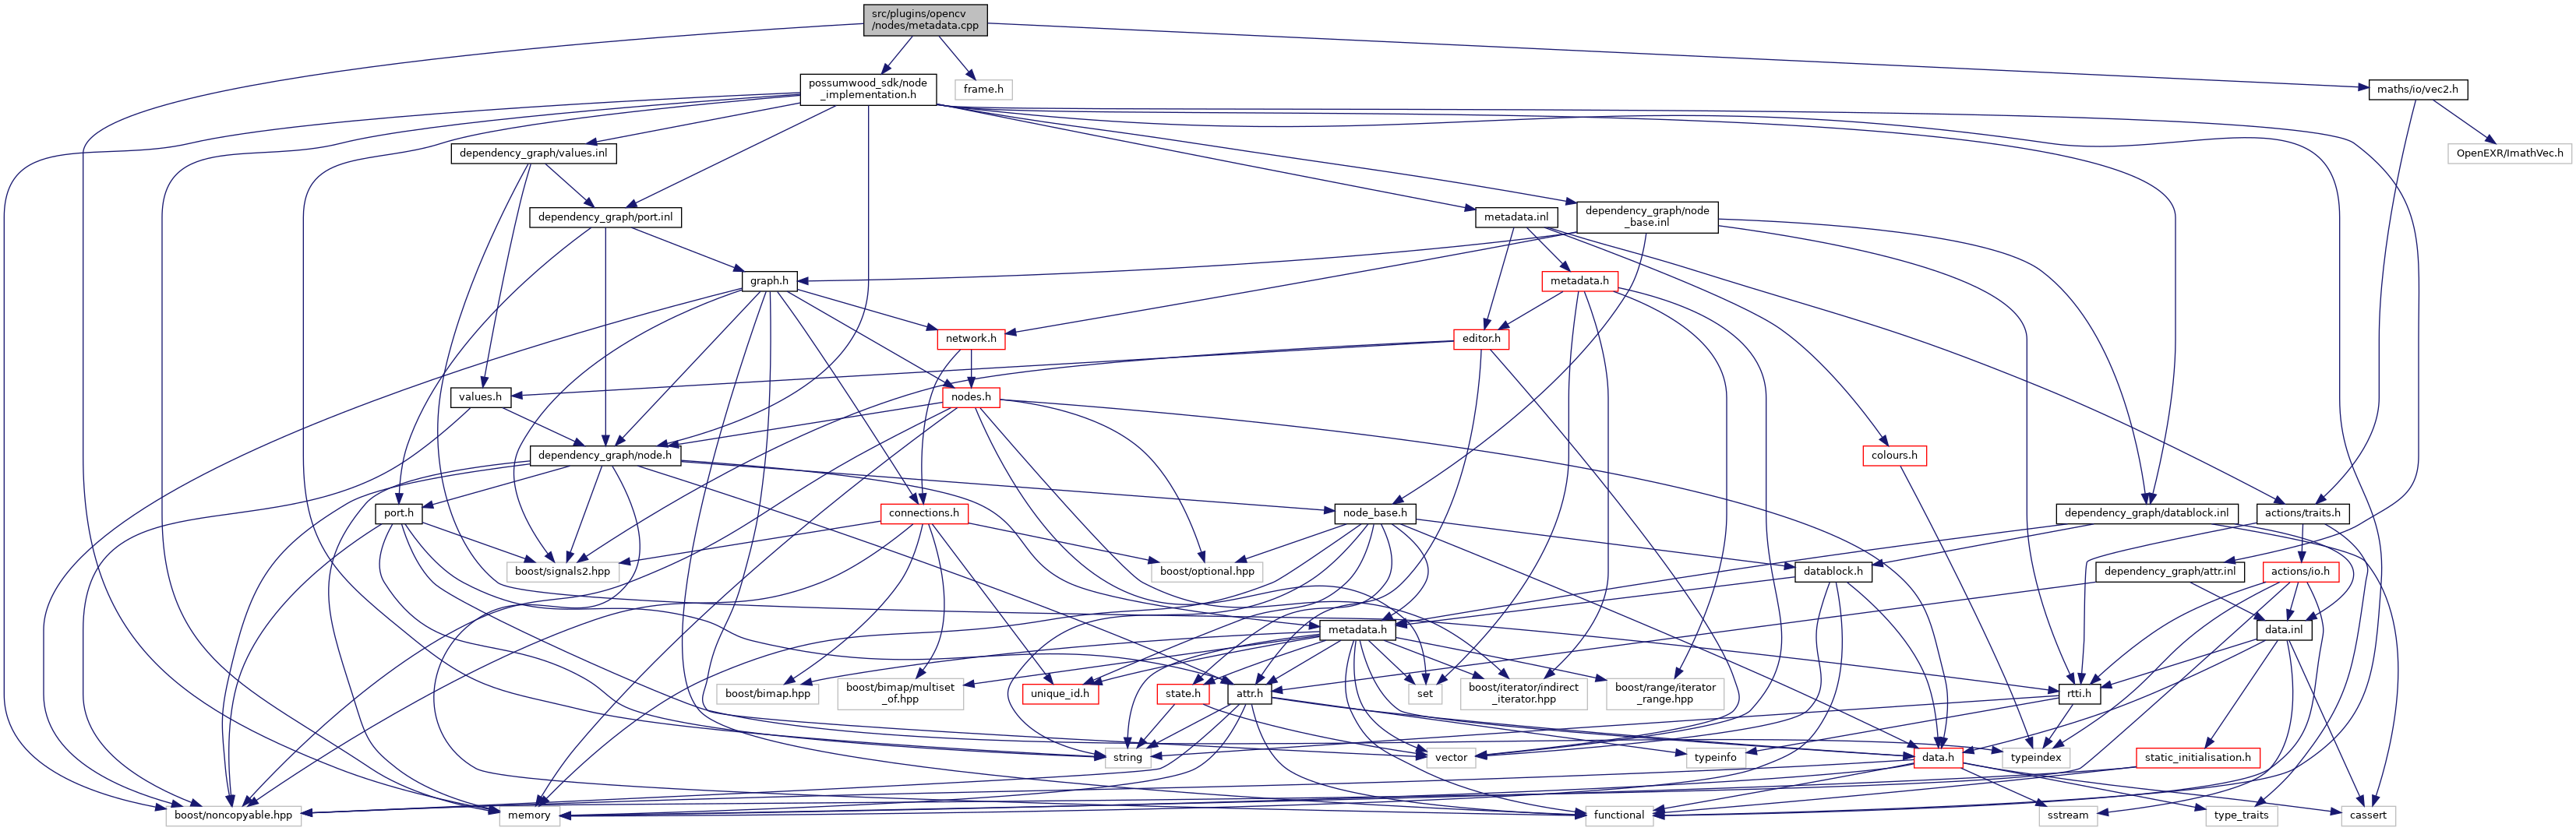 src/plugins/opencv
/nodes/metadata.cpp
possumwood_sdk/node
_implementation.h
frame.h
maths/io/vec2.h
dependency_graph/values.inl
OpenEXR/ImathVec.h
dependency_graph/port.inl
metadata.inl
dependency_graph/node
_base.inl
graph.h
metadata.h
network.h
editor.h
values.h
nodes.h
dependency_graph/node.h
colours.h
port.h
connections.h
node_base.h
dependency_graph/datablock.inl
actions/traits.h
boost/signals2.hpp
boost/optional.hpp
datablock.h
dependency_graph/attr.inl
actions/io.h
metadata.h
data.inl
boost/bimap.hpp
boost/bimap/multiset
_of.hpp
unique_id.h
state.h
attr.h
set
boost/iterator/indirect
_iterator.hpp
boost/range/iterator
_range.hpp
rtti.h
string
vector
typeinfo
data.h
typeindex
static_initialisation.h
boost/noncopyable.hpp
memory
functional
sstream
type_traits
cassert